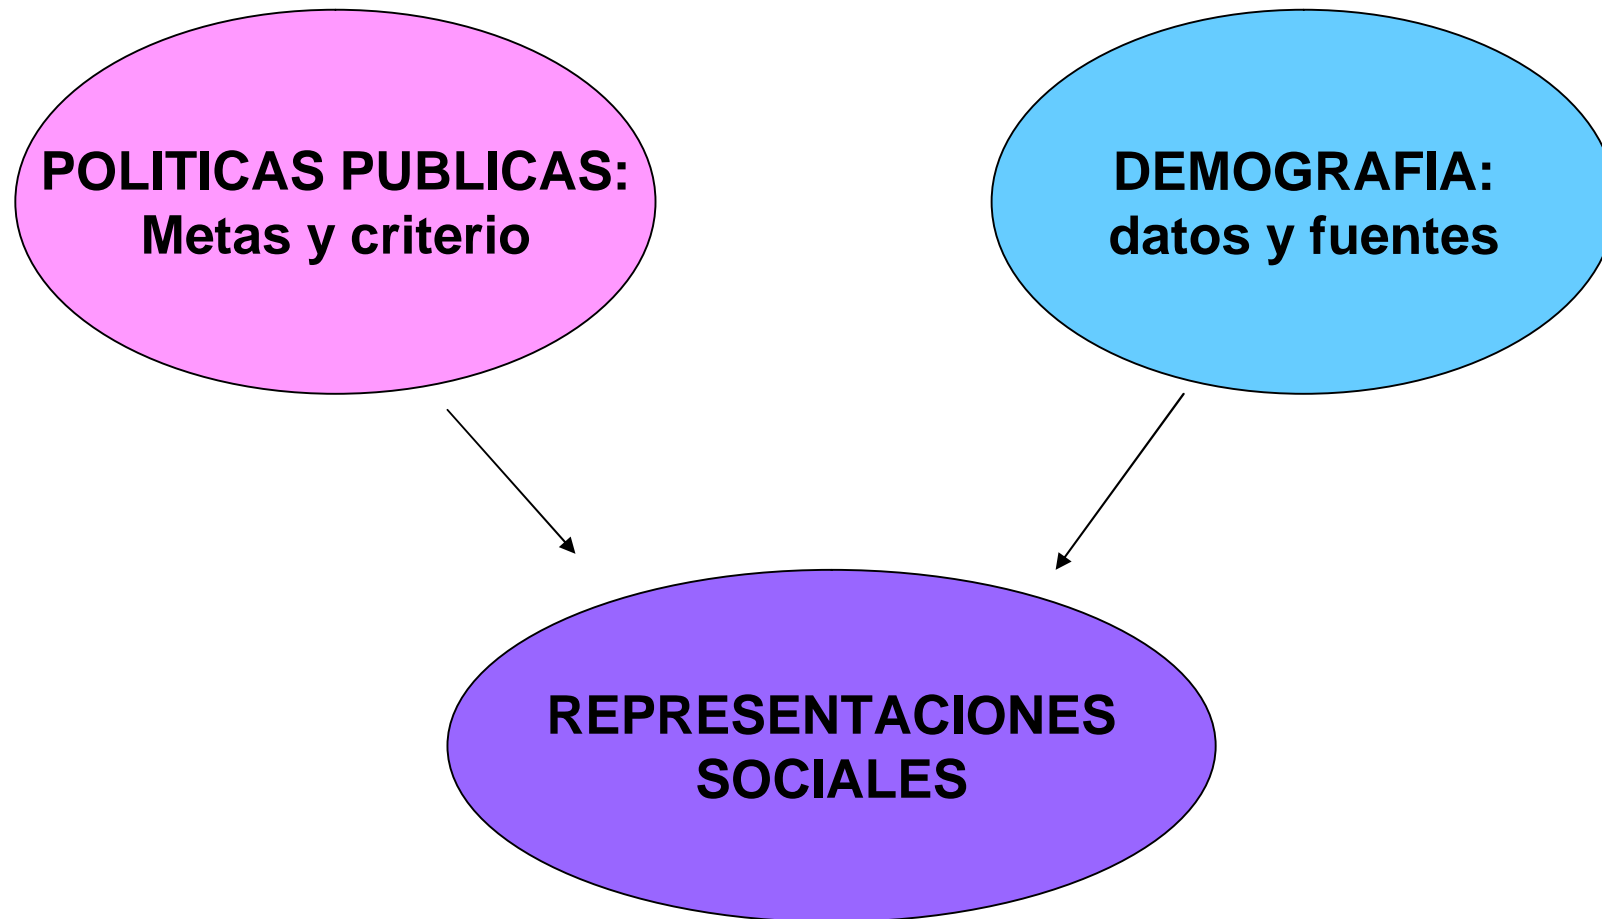 POLITICAS PUBLICAS:
Metas y criterio
DEMOGRAFIA:
datos y fuentes
REPRESENTACIONES
SOCIALES